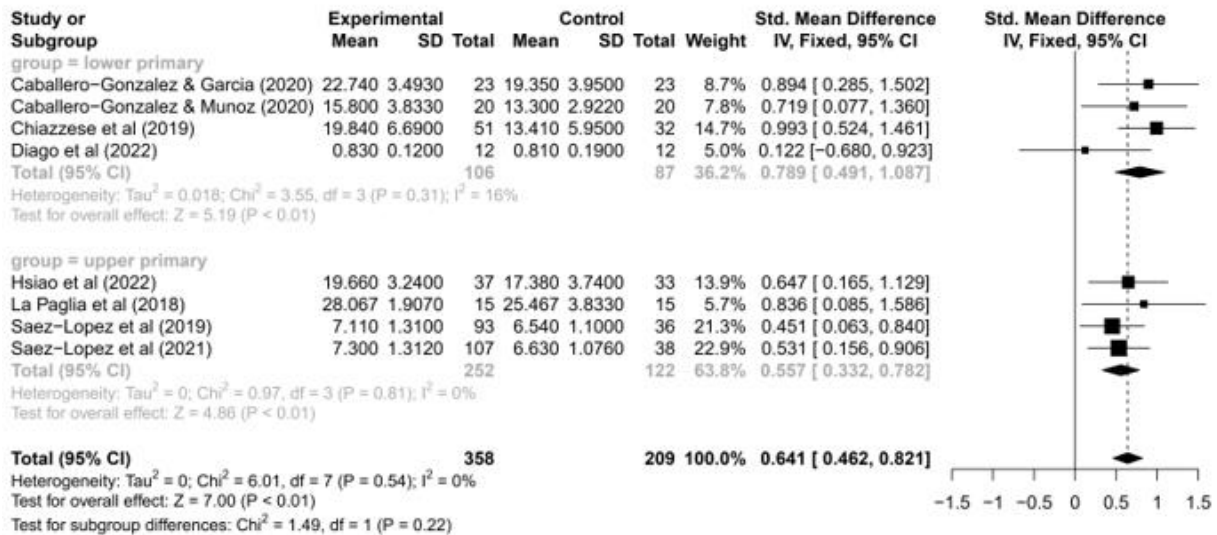 Study or Experimental Control Std. Mean Difference Std. Mean Difference
Subgroup Mean SD Total Mean SD Total Weight IV, Fixed, 95% CI IV, Fixed, 95% CI
group = lower primary
Caballero−Gonzalez & Garcia (2020) 22.740 3.4930 23 19.350 3.9500 23 8.7% 0.894 [ 0.285, 1.502]
Caballero−Gonzalez & Munoz (2020) 15.800 3.8330 20 13.300 2.9220 20 7.8% 0.719 [ 0.077, 1.360]
Chiazzese et al (2019) 19.840 6.6900 51 13.410 5.9500 32 14.7% 0.993 [ 0.524, 1.461]
Diago et al (2022) 0.830 0.1200 12 0.810 0.1900 12 5.0% 0.122 [−0.680, 0.923]
Total (95% CI) 106 87 36.2% 0.789 [ 0.491, 1.087]
Heterogeneity: Tau² = 0.018; Chi² = 3.55, df = 3 (P = 0.31); I² = 16%
Test for overall effect: Z = 5.19 (P < 0.01)
group = upper primary
Hsiao et al (2022) 19.660 3.2400 37 17.380 3.7400 33 13.9% 0.647 [ 0.165, 1.129]
La Paglia et al (2018) 28.067 1.9070 15 25.467 3.8330 15 5.7% 0.836 [ 0.085, 1.586]
Saez−Lopez et al (2019) 7.110 1.3100 93 6.540 1.1000 36 21.3% 0.451 [ 0.063, 0.840]
Saez−Lopez et al (2021) 7.300 1.3120 107 6.630 1.0760 38 22.9% 0.531 [ 0.156, 0.906]
Total (95% CI) 252 122 63.8% 0.557 [ 0.332, 0.782]
Heterogeneity: Tau² = 0; Chi² = 0.97, df = 3 (P = 0.81); I² = 0%
Test for overall effect: Z = 4.86 (P < 0.01)
Total (95% CI) 358 209 100.0% 0.641 [ 0.462, 0.821]
Heterogeneity: Tau² = 0; Chi² = 6.01, df = 7 (P = 0.54); I² = 0%
Test for overall effect: Z = 7.00 (P < 0.01)
Test for subgroup differences: Chi² = 1.49, df = 1 (P = 0.22)
−1.5 −1 −0.5 0 0.5 1 1.5